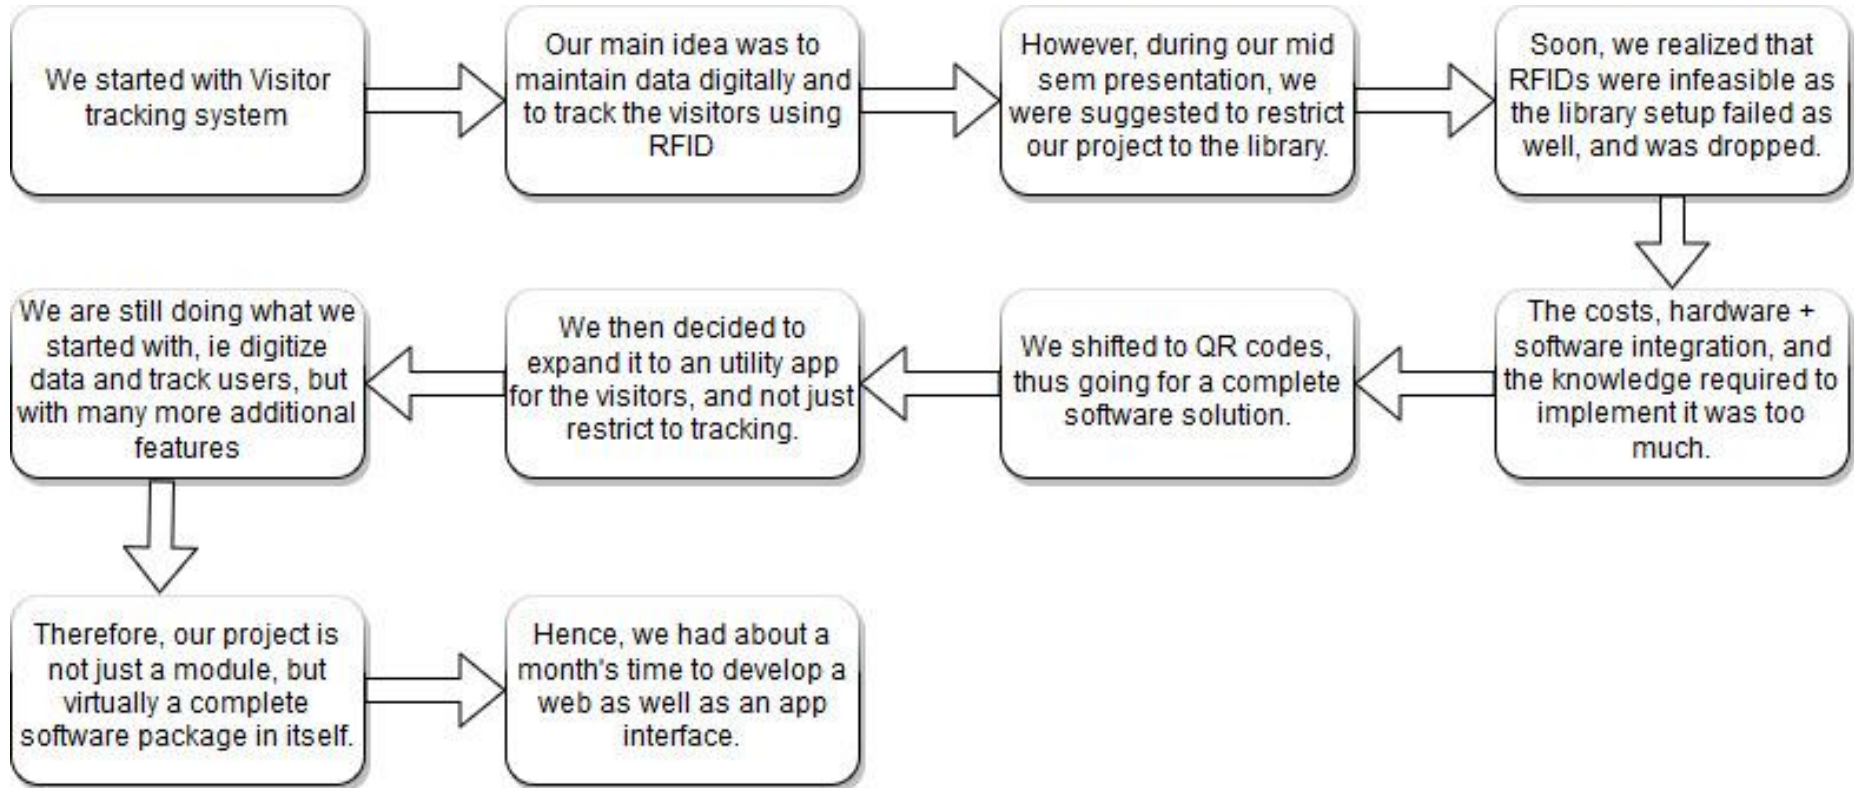 We started with Visitor
tracking system
Our main idea was to
maintain data digitally and
to track the visitors using
RFID
However, during our mid
sem presentation, we
were suggested to restrict
our project to the library.
Soon, we realized that
RFIDs were infeasible as
the library setup failed as
well, and was dropped.
The costs, hardware +
software integration, and
the knowledge required to
implement it was too
much.
We shifted to QR codes,
thus going for a complete
software solution.
We then decided to
expand it to an utility app
for the visitors, and not just
restrict to tracking.
We are still doing what we
started with, ie digitize
data and track users, but
with many more additional
features
Therefore, our project is
not just a module, but
virtually a complete
software package in itself.
Hence, we had about a
month's time to develop a
web as well as an app
interface.